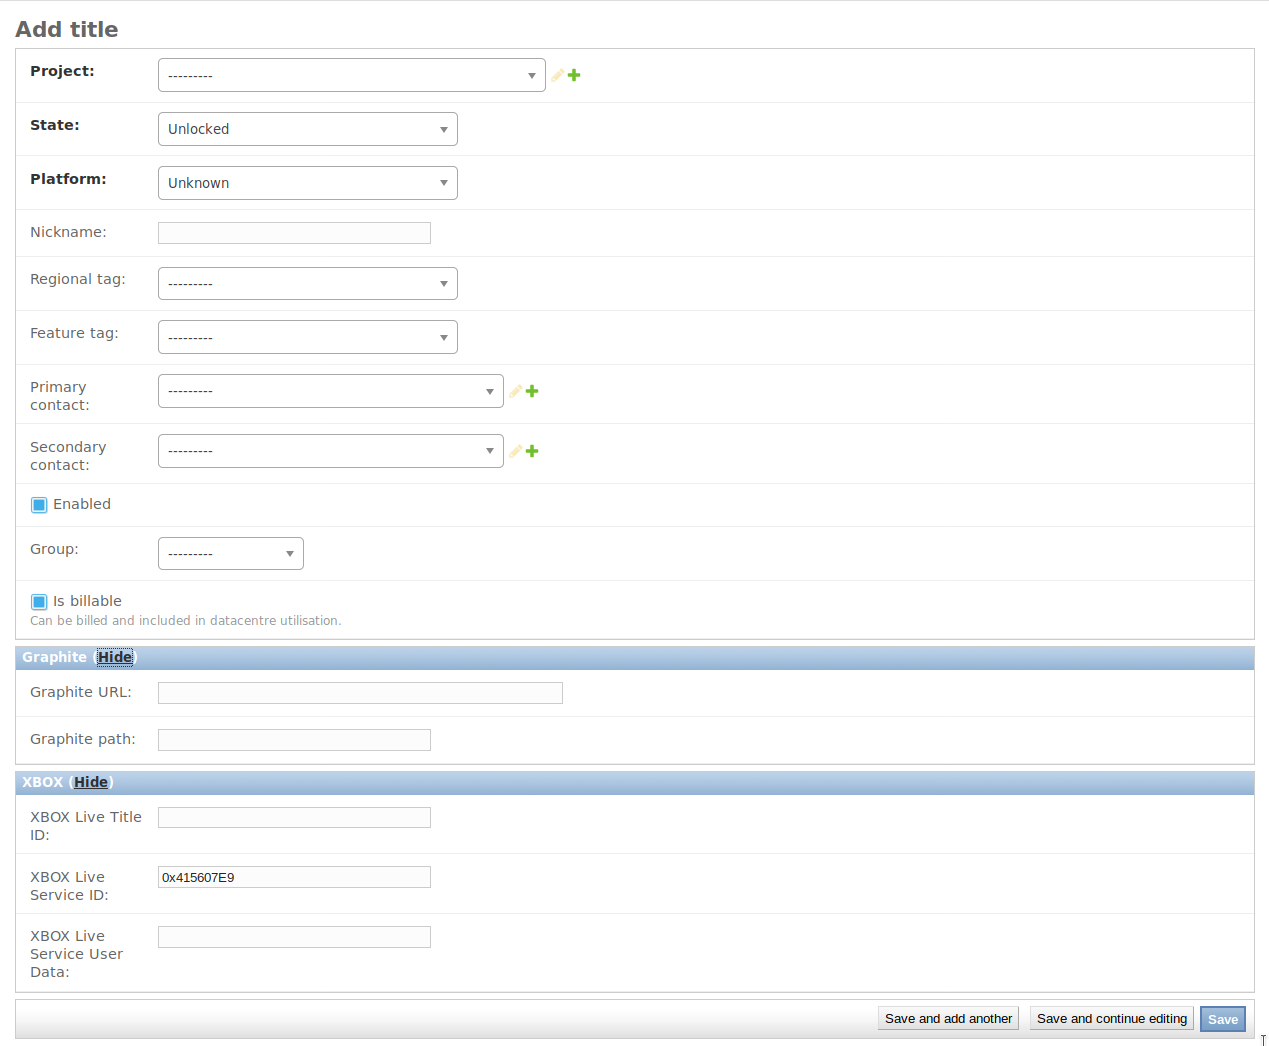 Add title
Project: ---------
State: Unlocked
Platform: Unknown
Nickname:
Regional tag: ---------
Feature tag: ---------
Primary
contact: ---------
Secondary
contact: ---------
Enabled
Group: ---------
Is billable
Can be billed and included in datacentre utilisation.
Graphite (Hide)
Graphite URL:
Graphite path:
XBOX (Hide)
XBOX Live Title
ID:
XBOX Live
Service ID: 0x415607E9
XBOX Live
Service User
Data:
Save and add another Save and continue editing Save